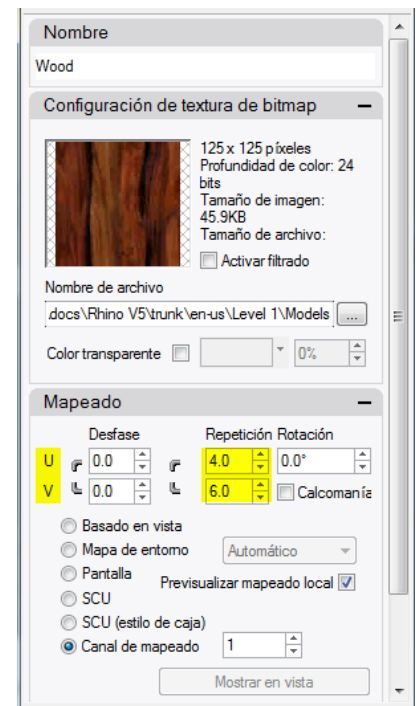 Nombre
Wood
Configuración de textura de bitmap
125 x 125 píxeles
Profundidad de color: 24
bits
Tamaño de imagen:
45.9KB
Tamaño de archivo:
Activar filtrado
Nombre de archivo
.docs\Rhino V5\trunk\en-us\Level 1\Models ...
Color transparente 0%
Mapeado
Desfase Repetición Rotación
U 0.0 4.0 0.0°
V 0.0 6.0 Calcomanía
Basado en vista
Mapa de entorno Automático
Pantalla
Previsualizar mapeado local
SCU
SCU (estilo de caja)
Canal de mapeado 1
Mostrar en vista